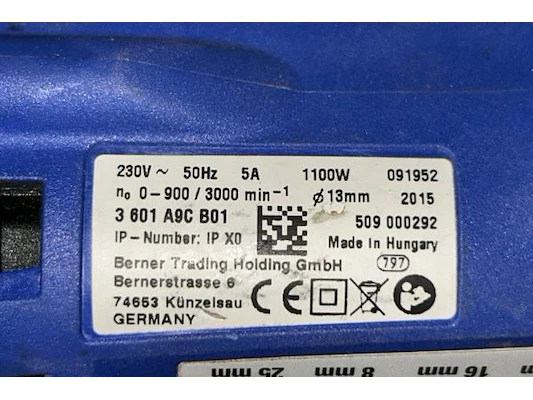 230V ~ 50Hz 5A 1100W 091952
n₀ 0-900 / 3000 min⁻¹ ø 13mm 2015
3 601 A9C B01 509 000292
IP-Number: IP X0 Made in Hungary
Berner Trading Holding GmbH 797
Bernerstrasse 6
74653 Künzelsau CE
GERMANY
25 mm 8 mm 16 mm